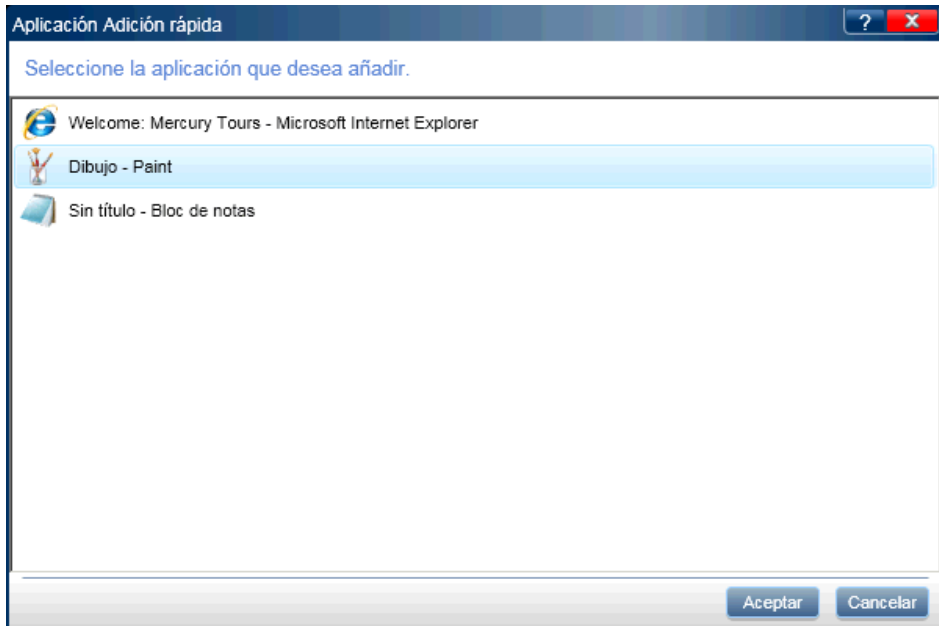 Aplicación Adición rápida
?
X
Seleccione la aplicación que desea añadir.
Welcome: Mercury Tours - Microsoft Internet Explorer
Dibujo - Paint
Sin título - Bloc de notas
Aceptar
Cancelar